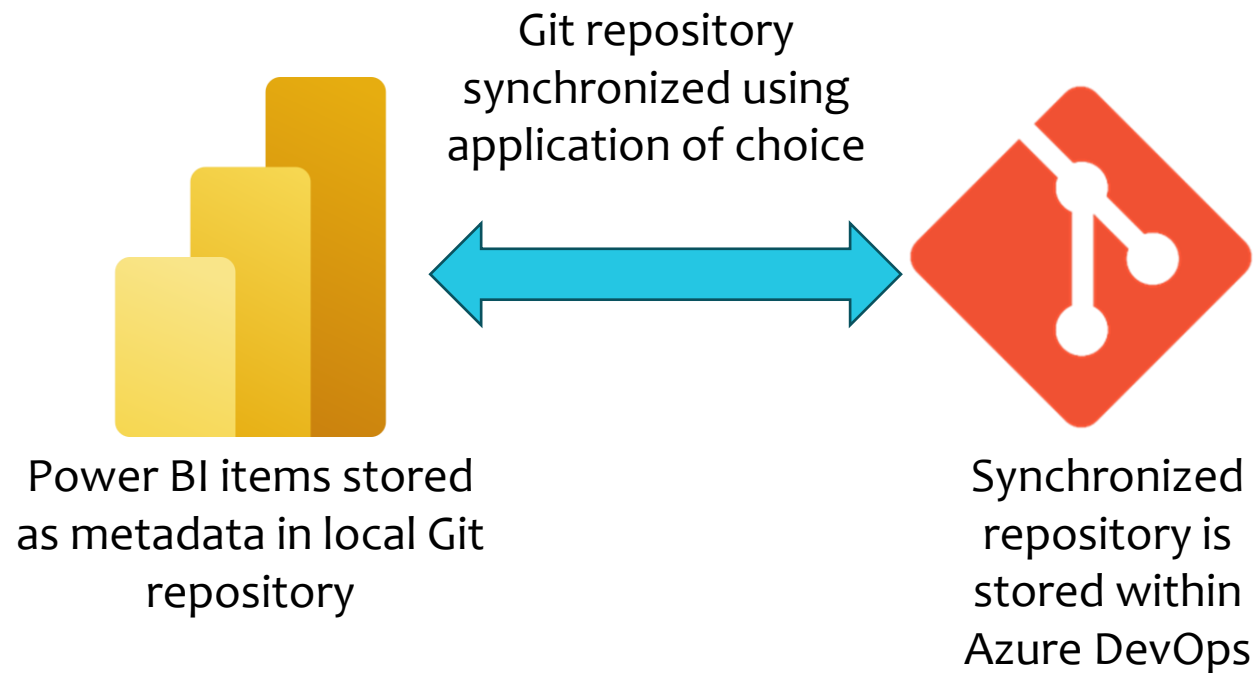 Git repository
synchronized using
application of choice
Power BI items stored
as metadata in local Git
repository
Synchronized
repository is
stored within
Azure DevOps